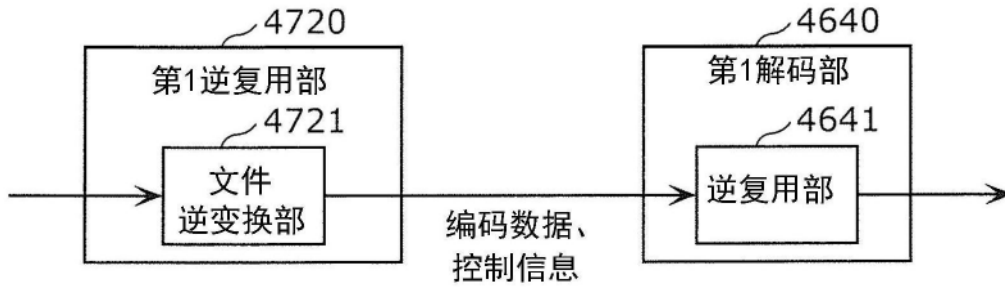 4720
第1逆复用部
4721
文件
逆变换部
编码数据、
控制信息
4640
第1解码部
4641
逆复用部